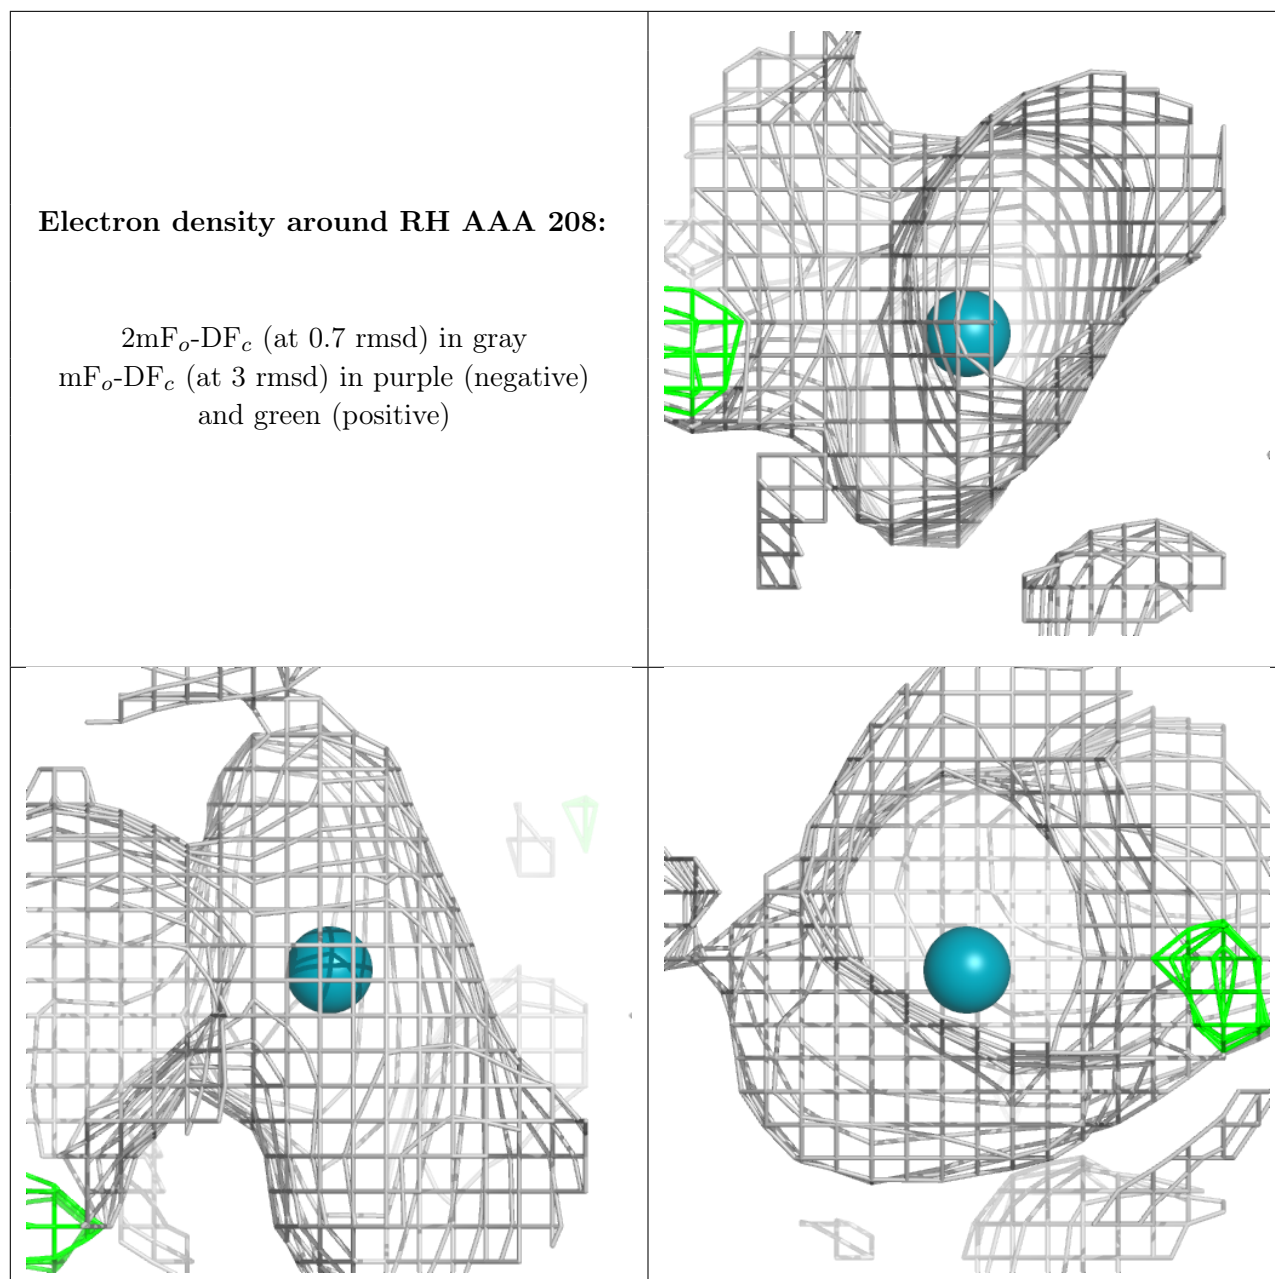 Electron density around RH AAA 208:
2mFo-DFc (at 0.7 rmsd) in gray
mFo-DFc (at 3 rmsd) in purple (negative)
and green (positive)